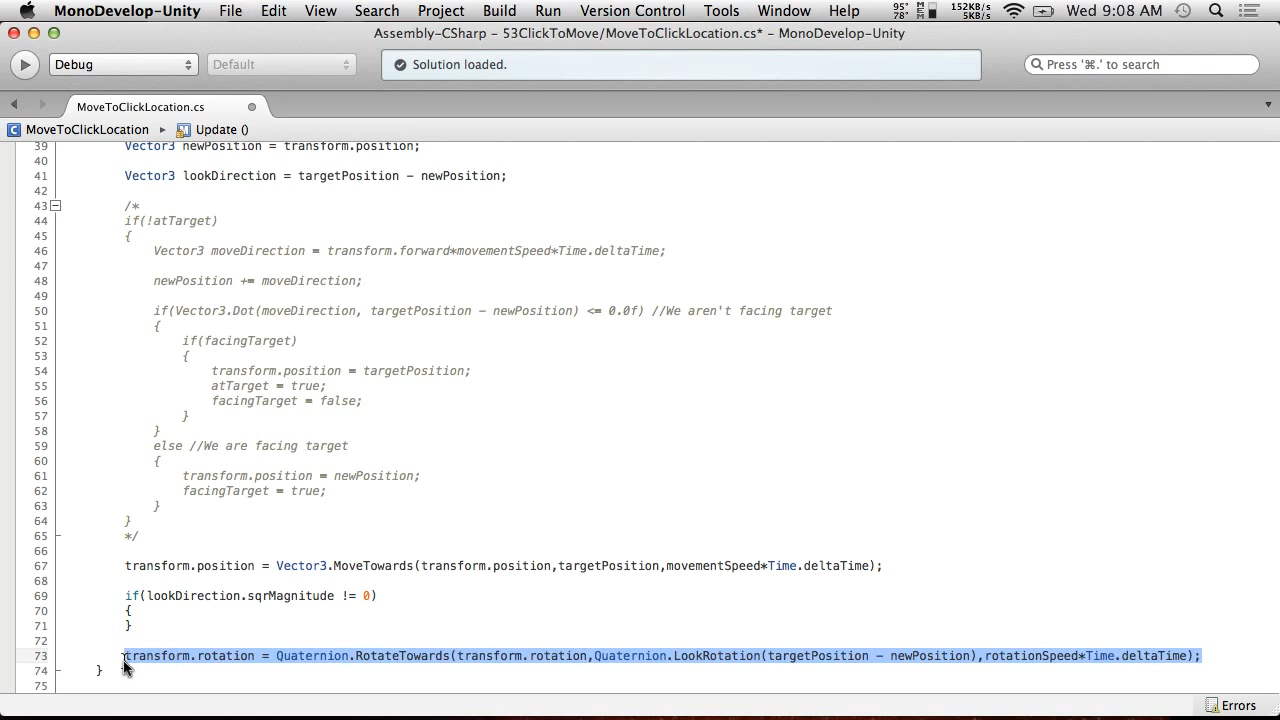 MonoDevelop-Unity File Edit View Search Project Build Run Version Control Tools Window Help 95° 78° 152KB/s 5KB/s Wed 9:08 AM
Assembly-CSharp – 53ClickToMove/MoveToClickLocation.cs* – MonoDevelop-Unity
Debug Default Solution loaded. Press '⌘.' to search
MoveToClickLocation.cs
C MoveToClickLocation ▸ M Update ()
39 Vector3 newPosition = transform.position;
40
41 Vector3 lookDirection = targetPosition - newPosition;
42
43 /*
44 if(!atTarget)
45 {
46 Vector3 moveDirection = transform.forward*movementSpeed*Time.deltaTime;
47
48 newPosition += moveDirection;
49
50 if(Vector3.Dot(moveDirection, targetPosition - newPosition) <= 0.0f) //We aren't facing target
51 {
52 if(facingTarget)
53 {
54 transform.position = targetPosition;
55 atTarget = true;
56 facingTarget = false;
57 }
58 }
59 else //We are facing target
60 {
61 transform.position = newPosition;
62 facingTarget = true;
63 }
64 }
65 */
66
67 transform.position = Vector3.MoveTowards(transform.position,targetPosition,movementSpeed*Time.deltaTime);
68
69 if(lookDirection.sqrMagnitude != 0)
70 {
71 }
72
73 transform.rotation = Quaternion.RotateTowards(transform.rotation,Quaternion.LookRotation(targetPosition - newPosition),rotationSpeed*Time.deltaTime);
74 }
75
Errors